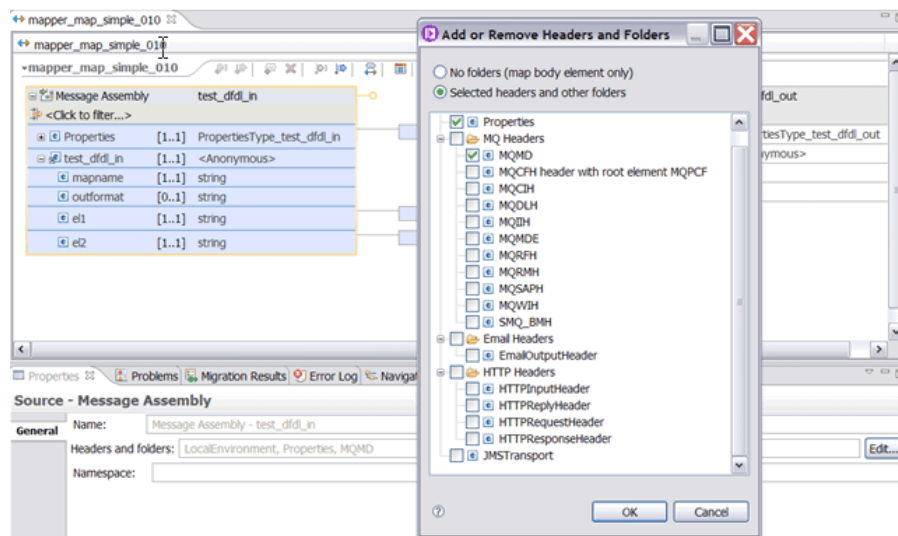 mapper_map_simple_010
mapper_map_simple_010
mapper_map_simple_010
Message Assembly test_dfdl_in
<Click to filter...>
Properties [1..1] PropertiesType_test_dfdl_in
test_dfdl_in [1..1] <Anonymous>
mapname [1..1] string
outformat [0..1] string
el1 [1..1] string
el2 [1..1] string
fdl_out
tiesType_test_dfdl_out
ymous>
Add or Remove Headers and Folders
No folders (map body element only)
Selected headers and other folders
Properties
MQ Headers
MQMD
MQCFH header with root element MQPCF
MQCIH
MQDLH
MQIIH
MQMDE
MQRFH
MQRMH
MQSAPH
MQWIH
SMQ_BMH
Email Headers
EmailOutputHeader
HTTP Headers
HTTPInputHeader
HTTPReplyHeader
HTTPRequestHeader
HTTPResponseHeader
JMSTransport
OK Cancel
Properties Problems Migration Results Error Log Navigat
Source - Message Assembly
General
Name: Message Assembly - test_dfdl_in
Headers and folders: LocalEnvironment, Properties, MQMD Edit...
Namespace: